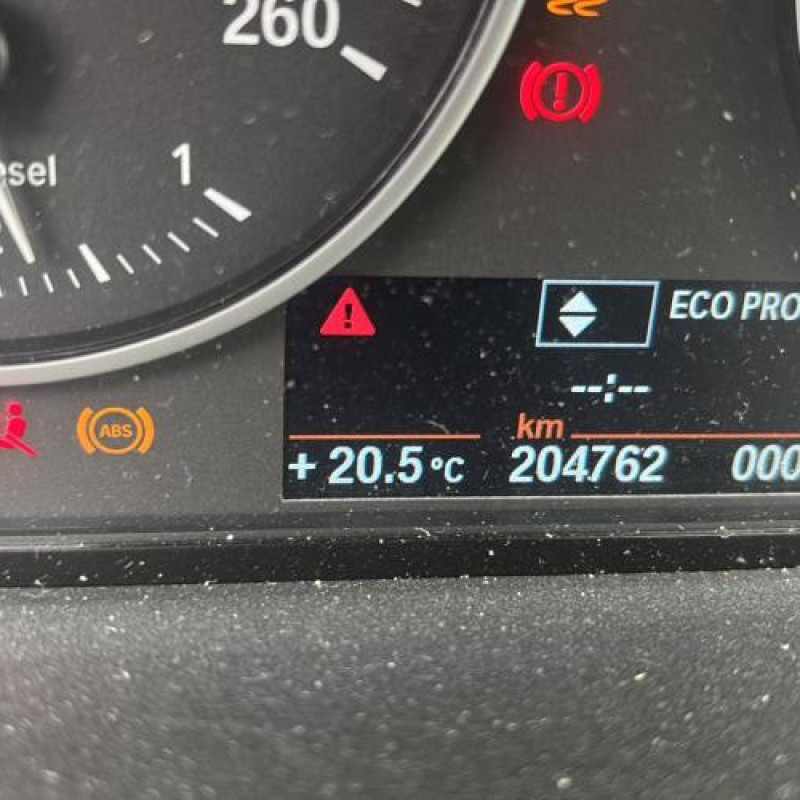 260
esel
1
ECO PRO
--:--
ABS
km
+ 20.5 °C 204762 000